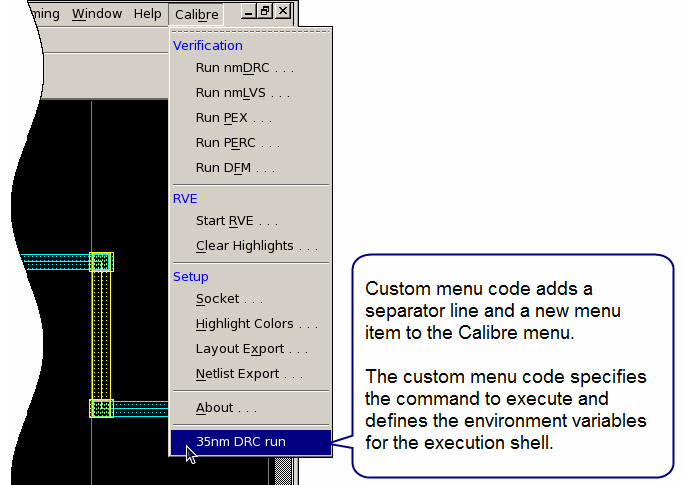 ming Window Help Calibre
Verification
Run nmDRC . . .
Run nmLVS . . .
Run PEX . . .
Run PERC . . .
Run DFM . . .
RVE
Start RVE . . .
Clear Highlights . . .
Setup
Socket . . .
Highlight Colors . . .
Layout Export . . .
Netlist Export . . .
About . . .
35nm DRC run
Custom menu code adds a
separator line and a new menu
item to the Calibre menu.
The custom menu code specifies
the command to execute and
defines the environment variables
for the execution shell.